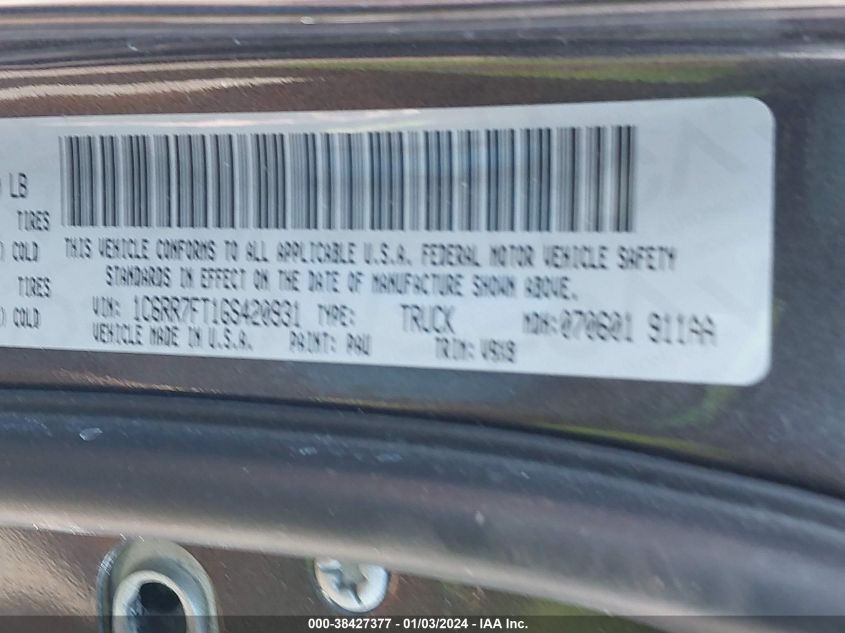 LB
TIRES
COLD
TIRES
COLD
THIS VEHICLE CONFORMS TO ALL APPLICABLE U.S.A. FEDERAL MOTOR VEHICLE SAFETY
STANDARDS IN EFFECT ON THE DATE OF MANUFACTURE SHOWN ABOVE.
VIN: 1C6RR7FT1GS420931 TYPE: TRUCK MDH: 070601 911AA
VEHICLE MADE IN U.S.A. PAINT: PAU TRIM:
000-38427377 - 01/03/2024 - IAA Inc.